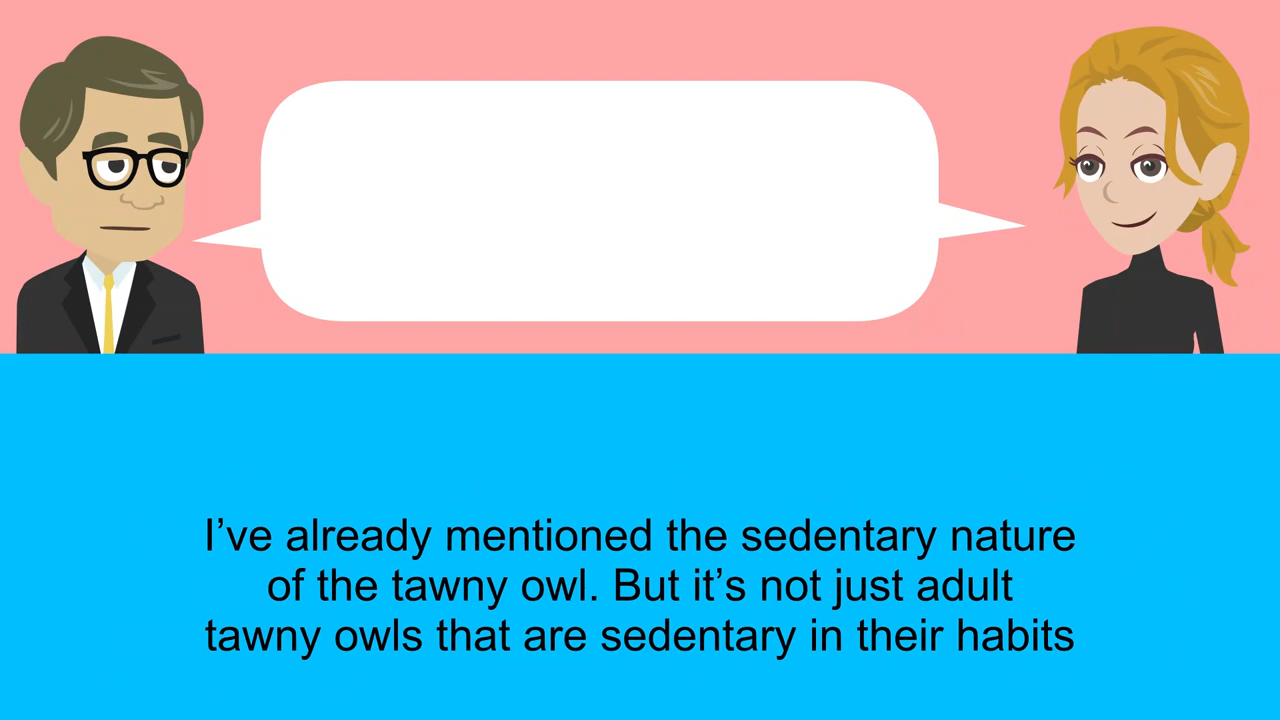 I’ve already mentioned the sedentary nature
of the tawny owl. But it’s not just adult
tawny owls that are sedentary in their habits